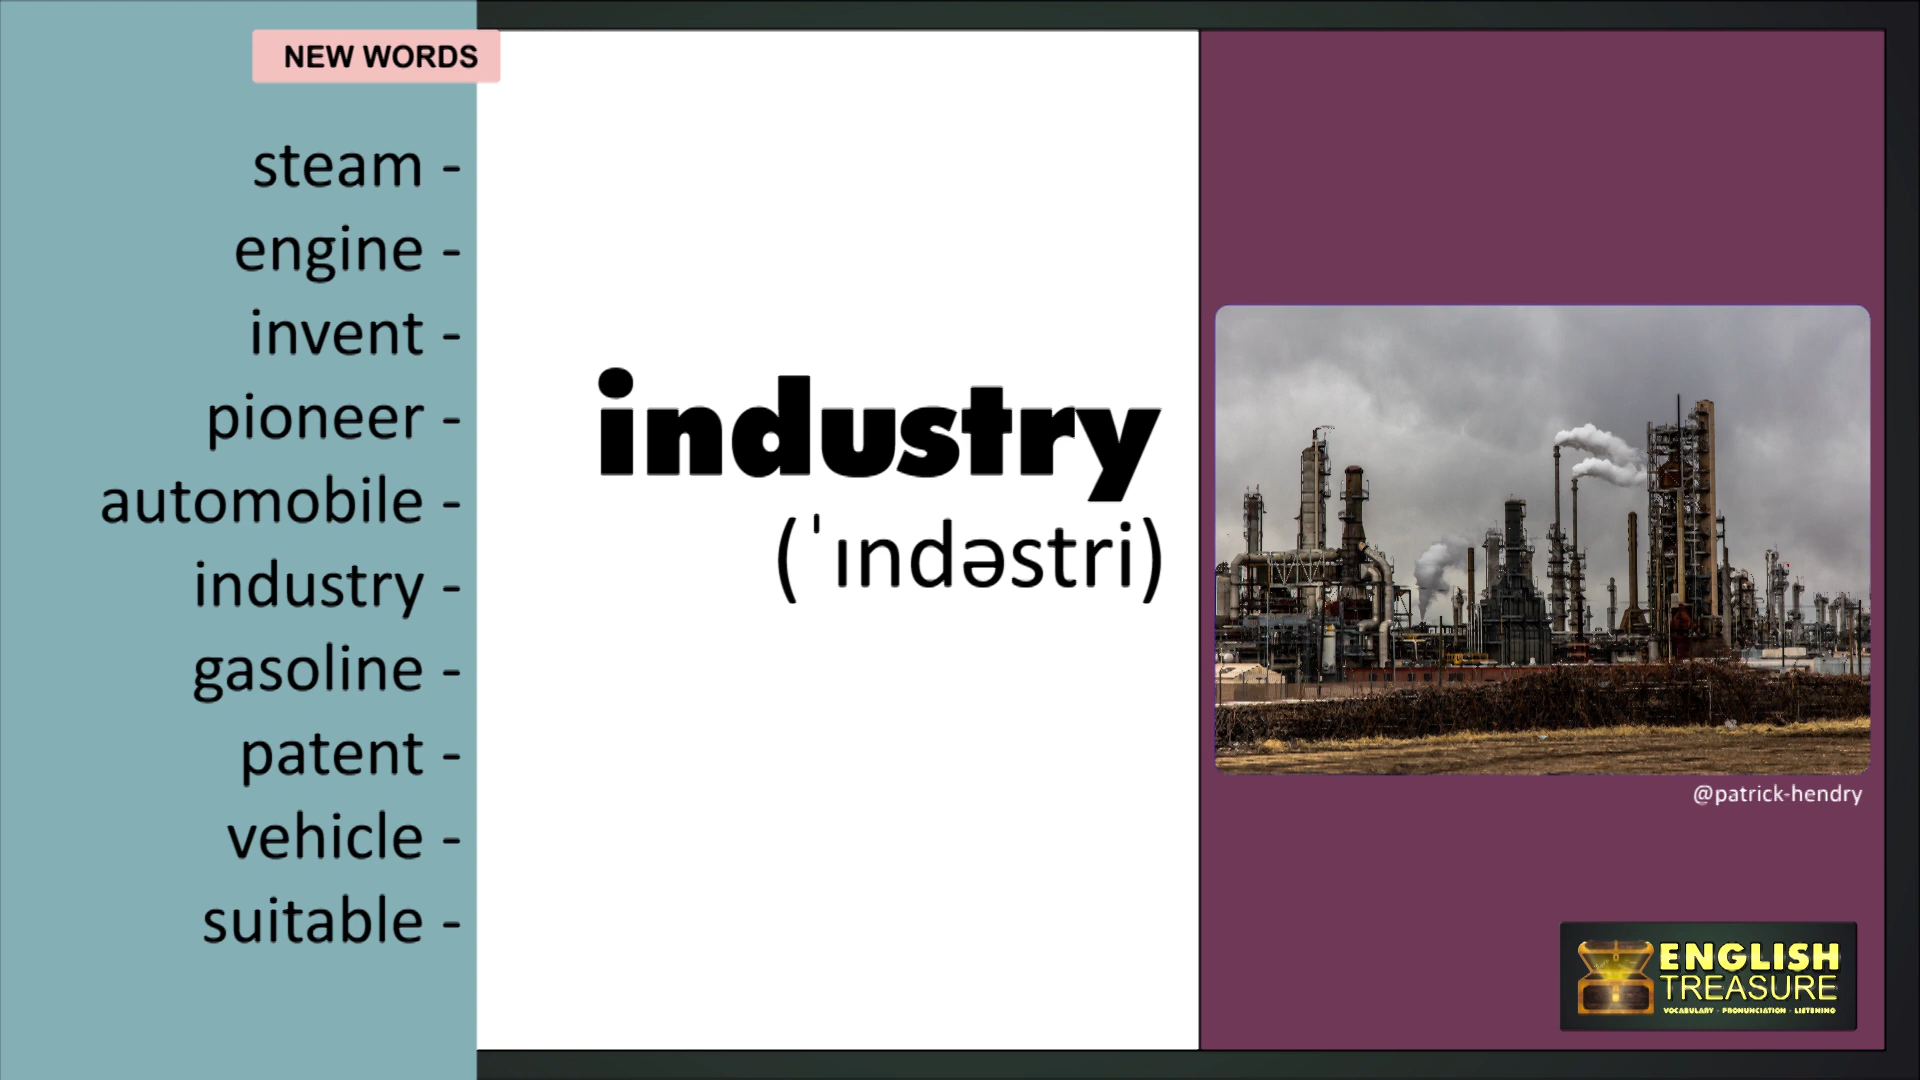 NEW WORDS
steam -
engine -
invent -
pioneer -
automobile -
industry -
gasoline -
patent -
vehicle -
suitable -
industry
(ˈɪndəstri)
@patrick-hendry
ENGLISH
TREASURE
VOCABULARY - PRONUNCIATION - LISTENING